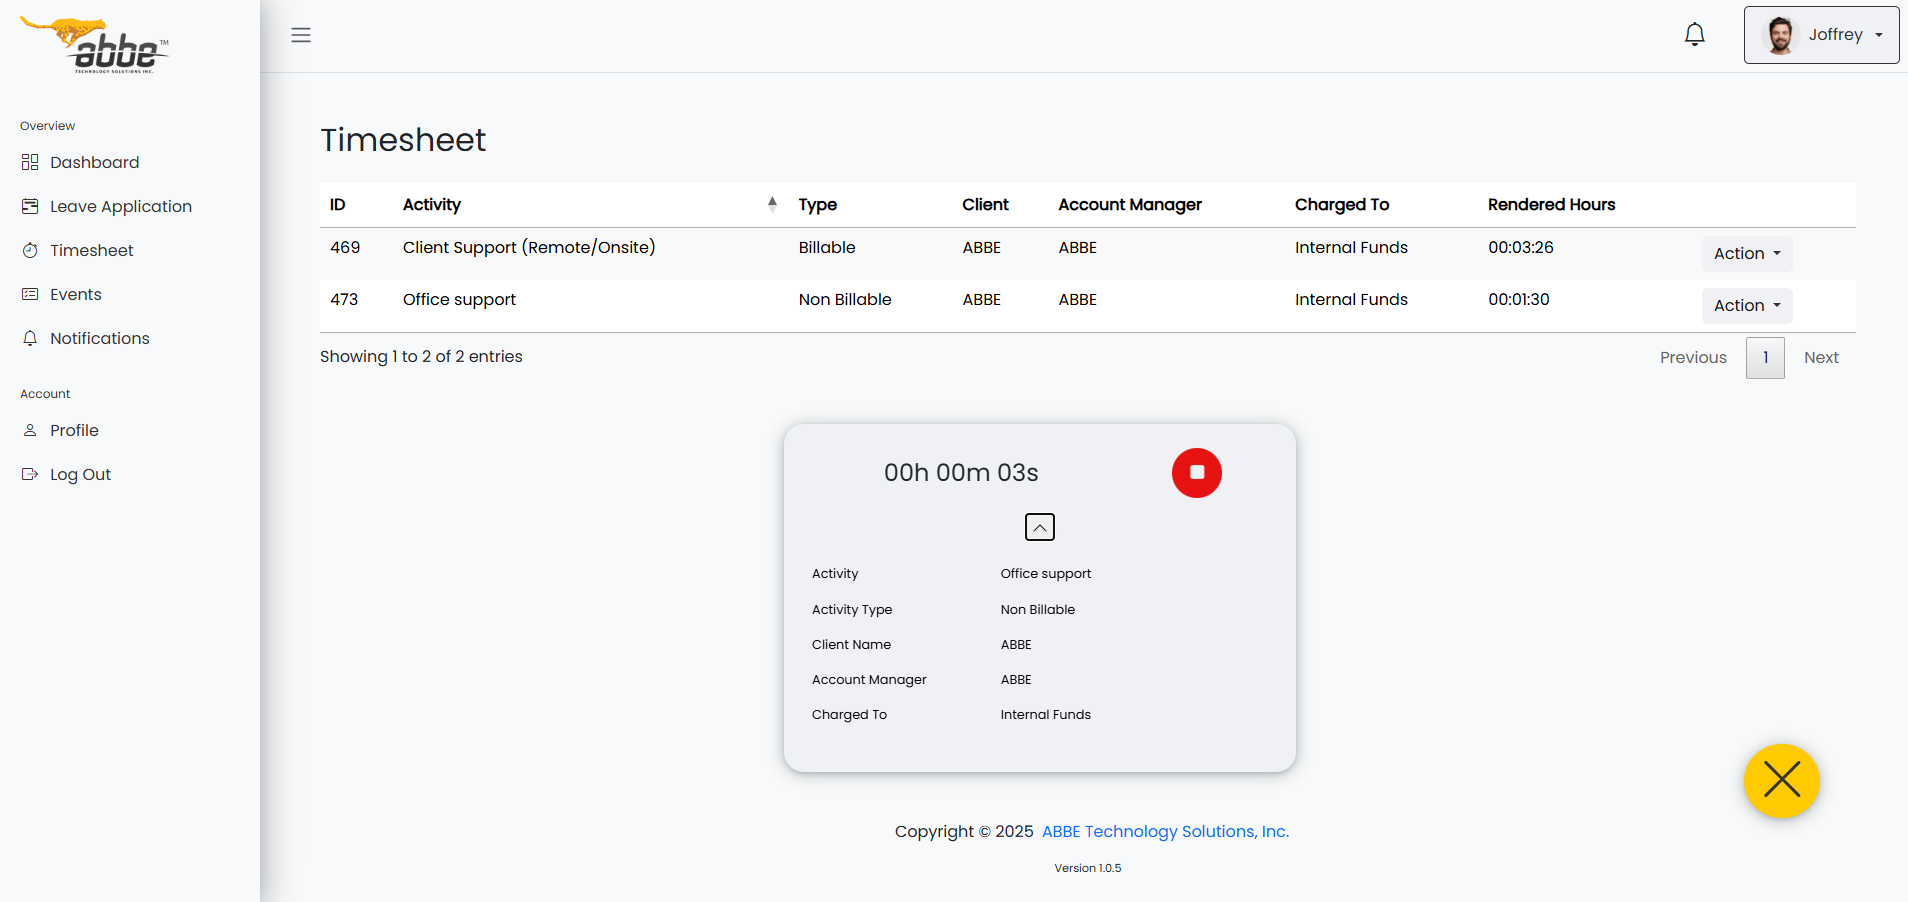 abbe™
TECHNOLOGY SOLUTIONS INC.
Joffrey
Overview
Dashboard
Leave Application
Timesheet
Events
Notifications
Account
Profile
Log Out
Timesheet
ID Activity Type Client Account Manager Charged To Rendered Hours
469 Client Support (Remote/Onsite) Billable ABBE ABBE Internal Funds 00:03:26 Action
473 Office support Non Billable ABBE ABBE Internal Funds 00:01:30 Action
Showing 1 to 2 of 2 entries Previous 1 Next
00h 00m 03s
Activity Office support
Activity Type Non Billable
Client Name ABBE
Account Manager ABBE
Charged To Internal Funds
Copyright © 2025 ABBE Technology Solutions, Inc.
Version 1.0.5